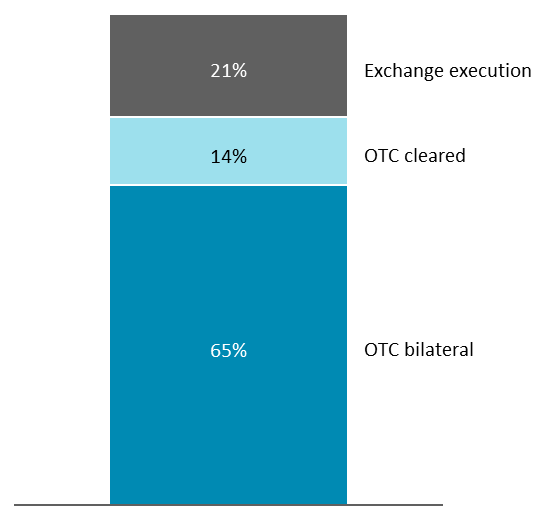 21% Exchange execution
14% OTC cleared
65% OTC bilateral